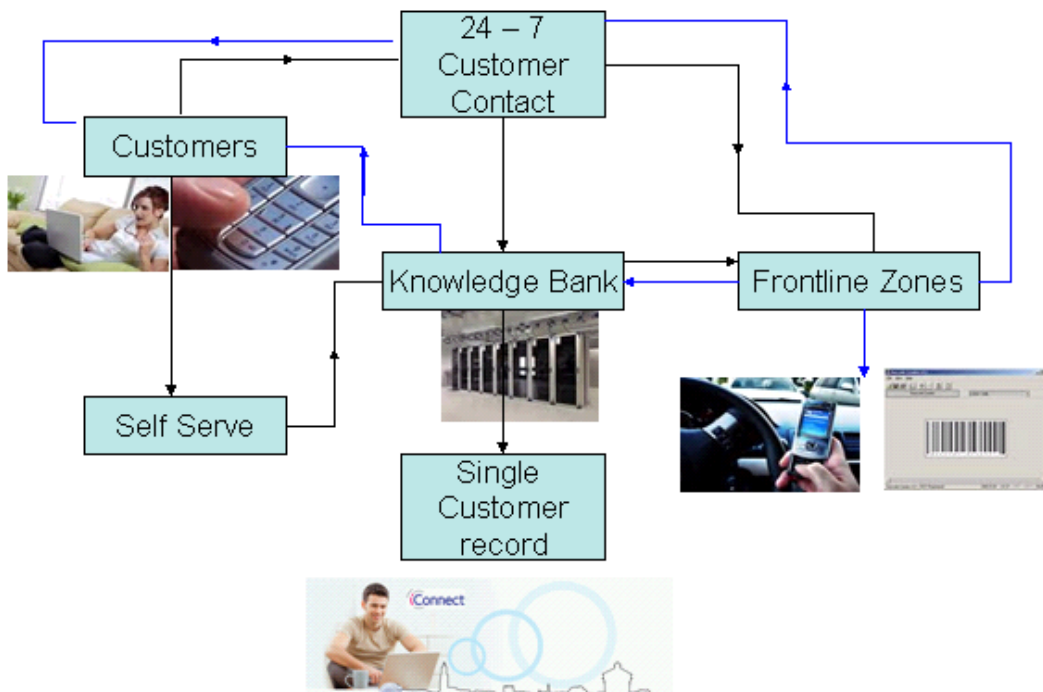 24 – 7
Customer
Contact
Customers
Knowledge Bank
Frontline Zones
Self Serve
Single
Customer
record
iConnect